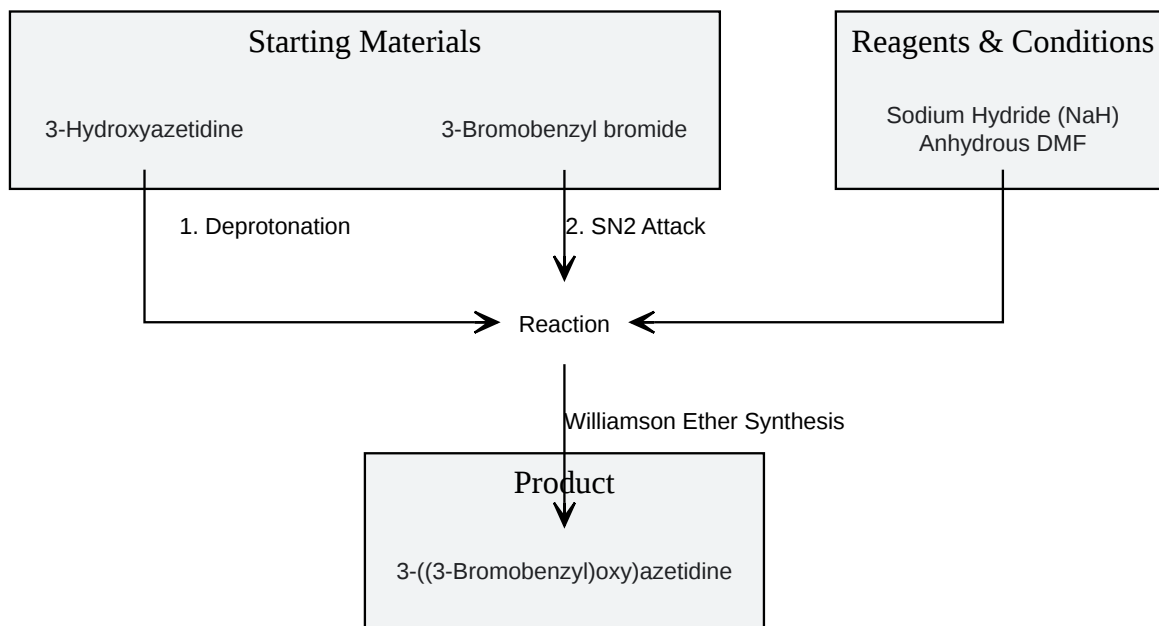 Starting Materials
Reagents & Conditions
3-Hydroxyazetidine
3-Bromobenzyl bromide
Sodium Hydride (NaH)
Anhydrous DMF
1. Deprotonation
2. SN2 Attack
Reaction
Williamson Ether Synthesis
Product
3-((3-Bromobenzyl)oxy)azetidine